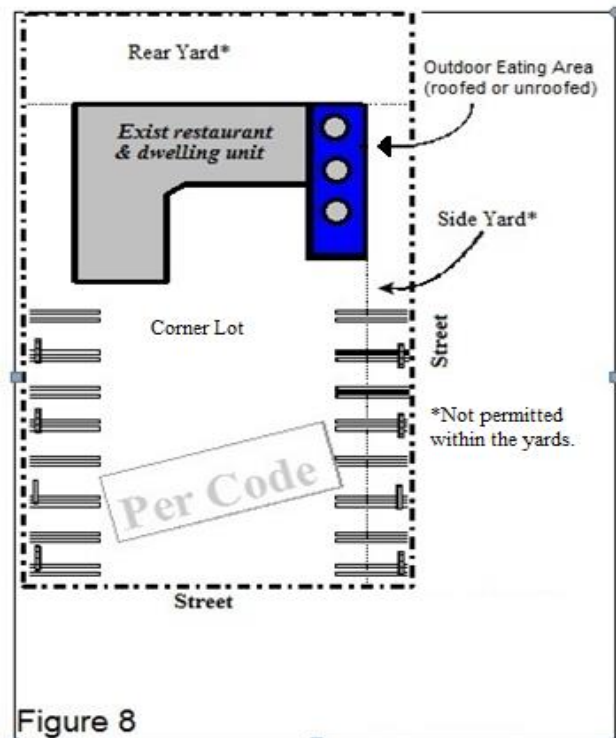 Rear Yard*
Outdoor Eating Area
(roofed or unroofed)
Exist restaurant
& dwelling unit
Side Yard*
Corner Lot
Street
*Not permitted
within the yards.
Per Code
Street
Figure 8